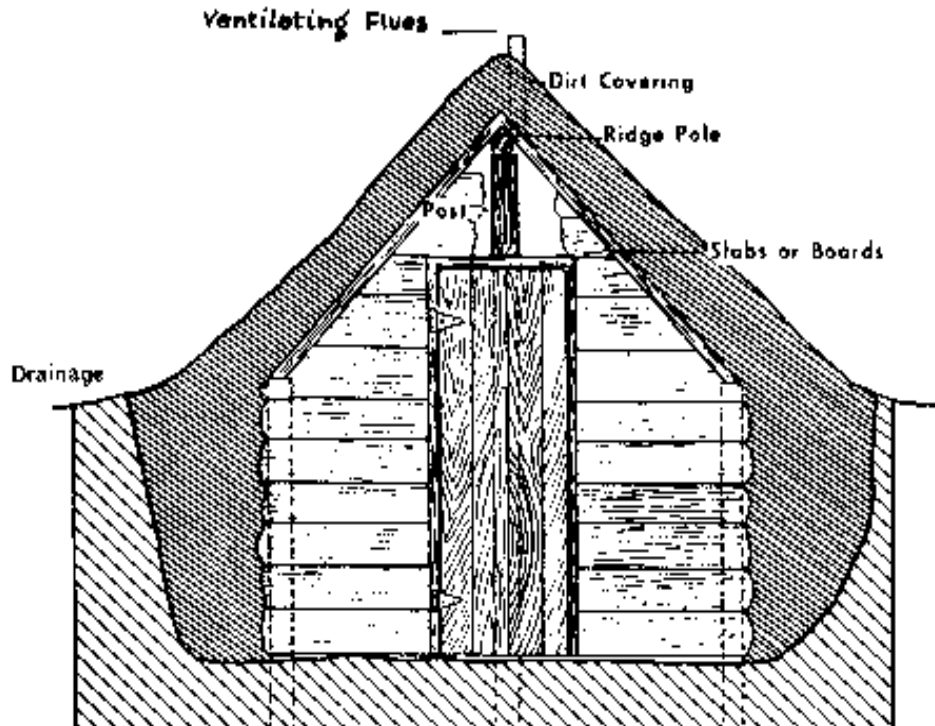 Ventilating Flues
Dirt Covering
Ridge Pole
Post
Slabs or Boards
Drainage